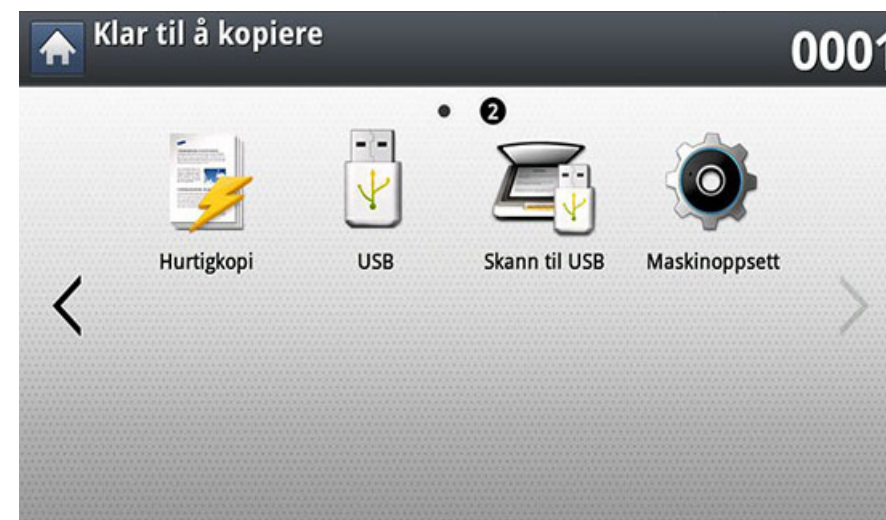 Klar til å kopiere
0001
2
Hurtigkopi
USB
Skann til USB
Maskinoppsett